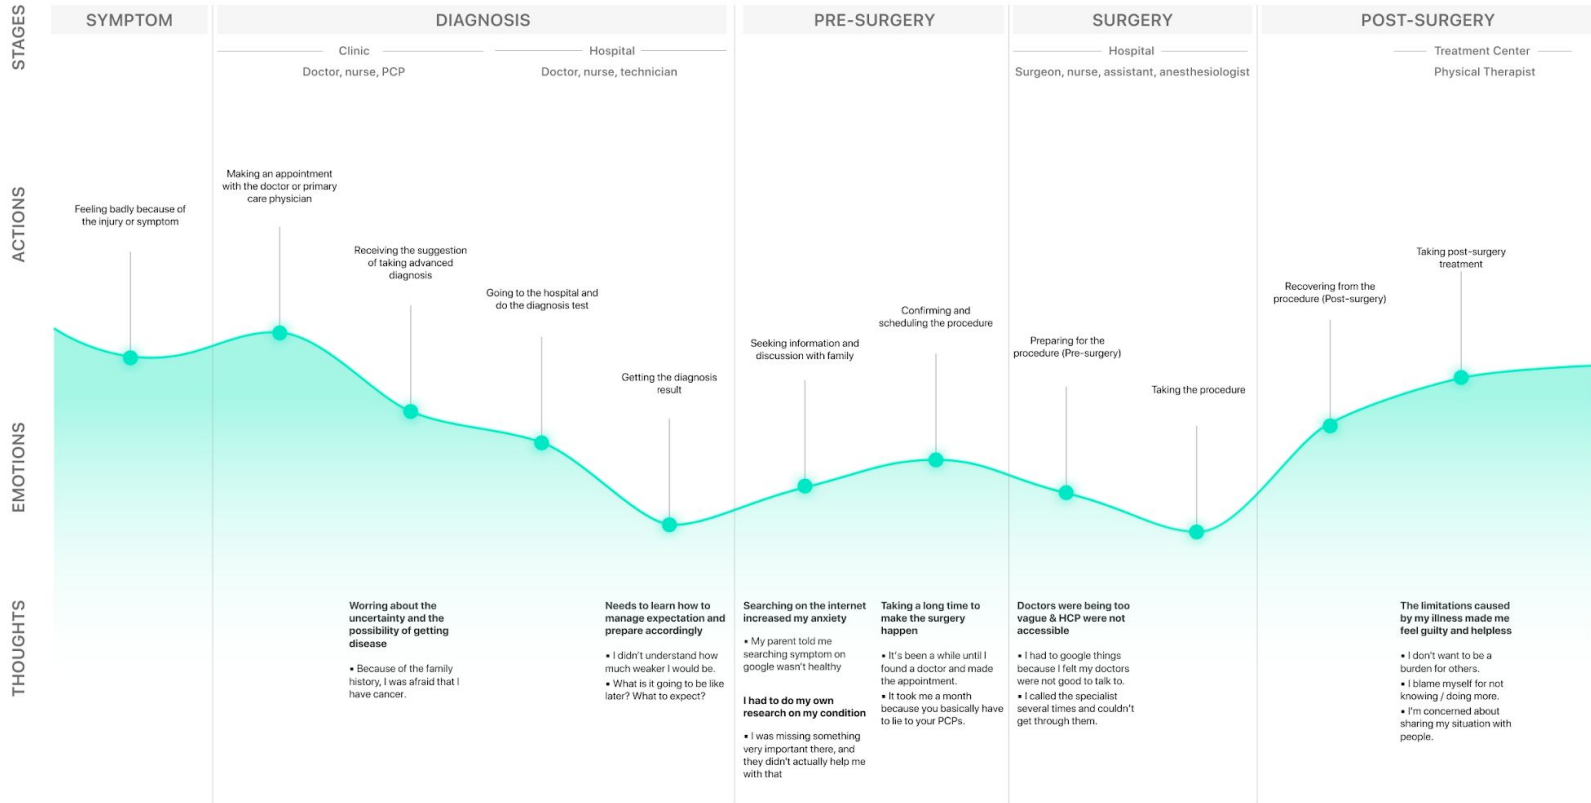 STAGES
SYMPTOM
DIAGNOSIS
PRE-SURGERY
SURGERY
POST-SURGERY
Clinic
Doctor, nurse, PCP
Hospital
Doctor, nurse, technician
Hospital
Surgeon, nurse, assistant, anesthesiologist
Treatment Center
Physical Therapist
ACTIONS
Feeling badly because of
the injury or symptom
Making an appointment
with the doctor or primary
care physician
Receiving the suggestion
of taking advanced
diagnosis
Going to the hospital and
do the diagnosis test
Getting the diagnosis
result
Seeking information and
discussion with family
Confirming and
scheduling the procedure
Preparing for the
procedure (Pre-surgery)
Taking the procedure
Recovering from the
procedure (Post-surgery)
Taking post-surgery
treatment
EMOTIONS
THOUGHTS
Worring about the
uncertainty and the
possibility of getting
disease
▪ Because of the family
history, I was afraid that I
have cancer.
Needs to learn how to
manage expectation and
prepare accordingly
▪ I didn't understand how
much weaker I would be.
▪ What is it going to be like
later? What to expect?
Searching on the internet
increased my anxiety
▪ My parent told me
searching symptom on
google wasn't healthy
I had to do my own
research on my condition
▪ I was missing something
very important there, and
they didn't actually help me
with that
Taking a long time to
make the surgery
happen
▪ It's been a while until I
found a doctor and made
the appointment.
▪ It took me a month
because you basically have
to lie to your PCPs.
Doctors were being too
vague & HCP were not
accessible
▪ I had to google things
because I felt my doctors
were not good to talk to.
▪ I called the specialist
several times and couldn't
get through them.
The limitations caused
by my illness made me
feel guilty and helpless
▪ I don't want to be a
burden for others.
▪ I blame myself for not
knowing / doing more.
▪ I'm concerned about
sharing my situation with
people.